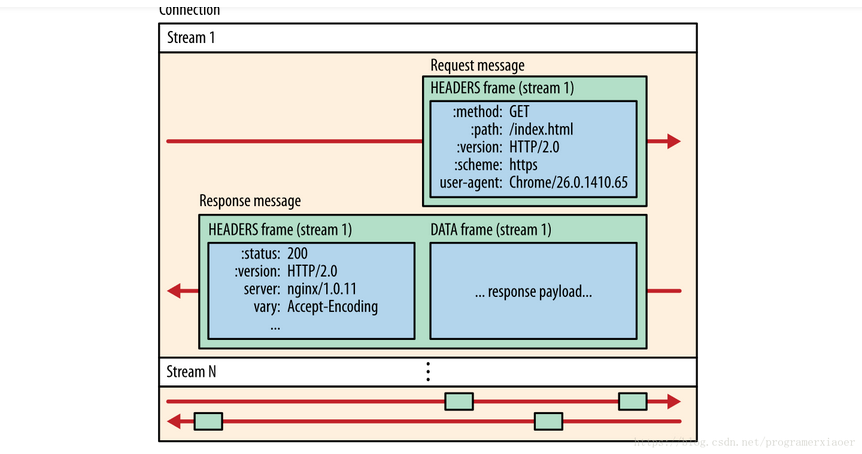 Connection
Stream 1
Request message
HEADERS frame (stream 1)
:method: GET
:path: /index.html
:version: HTTP/2.0
:scheme: https
user-agent: Chrome/26.0.1410.65
Response message
HEADERS frame (stream 1)
:status: 200
:version: HTTP/2.0
server: nginx/1.0.11
vary: Accept-Encoding
...
DATA frame (stream 1)
... response payload...
Stream N
https://blog.csdn.net/programerxiaoer